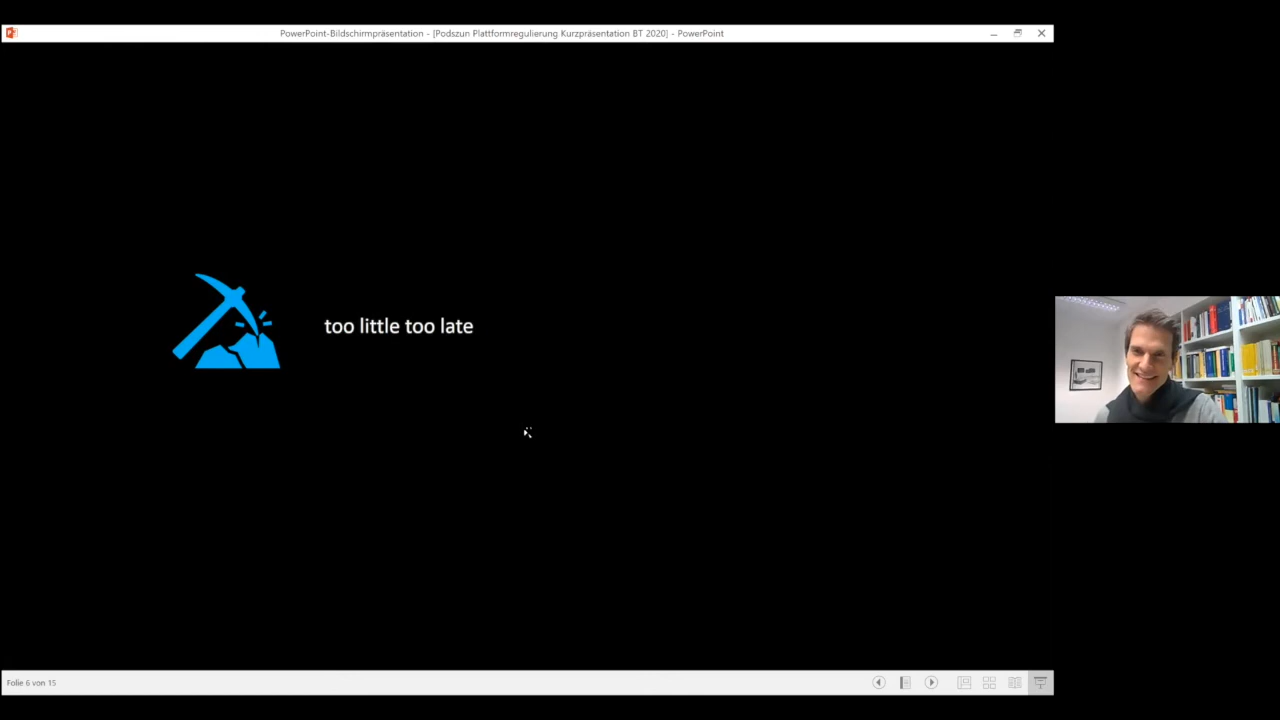 PowerPoint-Bildschirmpräsentation - [Podszun Plattformregulierung Kurzpräsentation BT 2020] - PowerPoint
too little too late
Folie 6 von 15